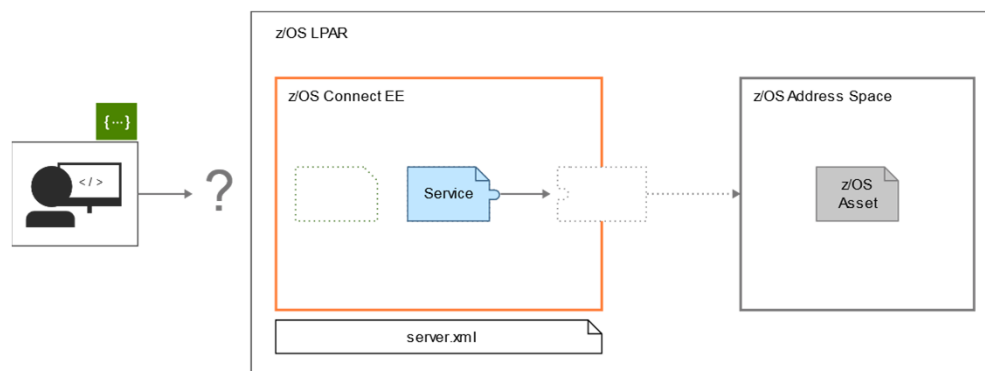 z/OS LPAR
z/OS Connect EE
z/OS Address Space
{···}
</>
?
Service
z/OS
Asset
server.xml